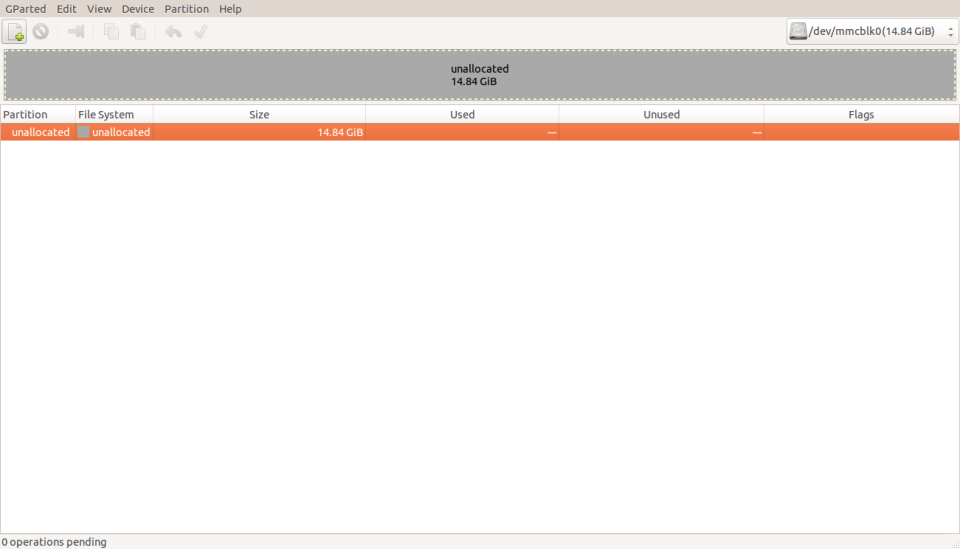 GParted Edit View Device Partition Help
/dev/mmcblk0(14.84 GiB)
unallocated
14.84 GiB
Partition File System Size Used Unused Flags
unallocated unallocated 14.84 GiB — —
0 operations pending